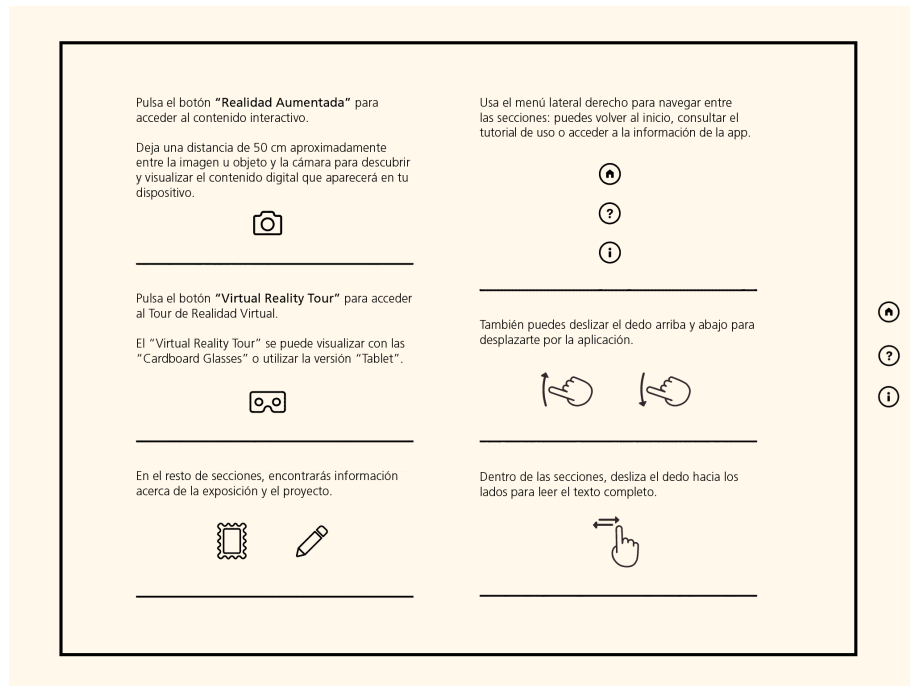 Pulsa el botón “Realidad Aumentada” para
acceder al contenido interactivo.
Deja una distancia de 50 cm aproximadamente
entre la imagen u objeto y la cámara para descubrir
y visualizar el contenido digital que aparecerá en tu
dispositivo.
Pulsa el botón “Virtual Reality Tour” para acceder
al Tour de Realidad Virtual.
El “Virtual Reality Tour” se puede visualizar con las
“Cardboard Glasses” o utilizar la versión “Tablet”.
En el resto de secciones, encontrarás información
acerca de la exposición y el proyecto.
Usa el menú lateral derecho para navegar entre
las secciones: puedes volver al inicio, consultar el
tutorial de uso o acceder a la información de la app.
?
i
También puedes deslizar el dedo arriba y abajo para
desplazarte por la aplicación.
Dentro de las secciones, desliza el dedo hacia los
lados para leer el texto completo.
?
i